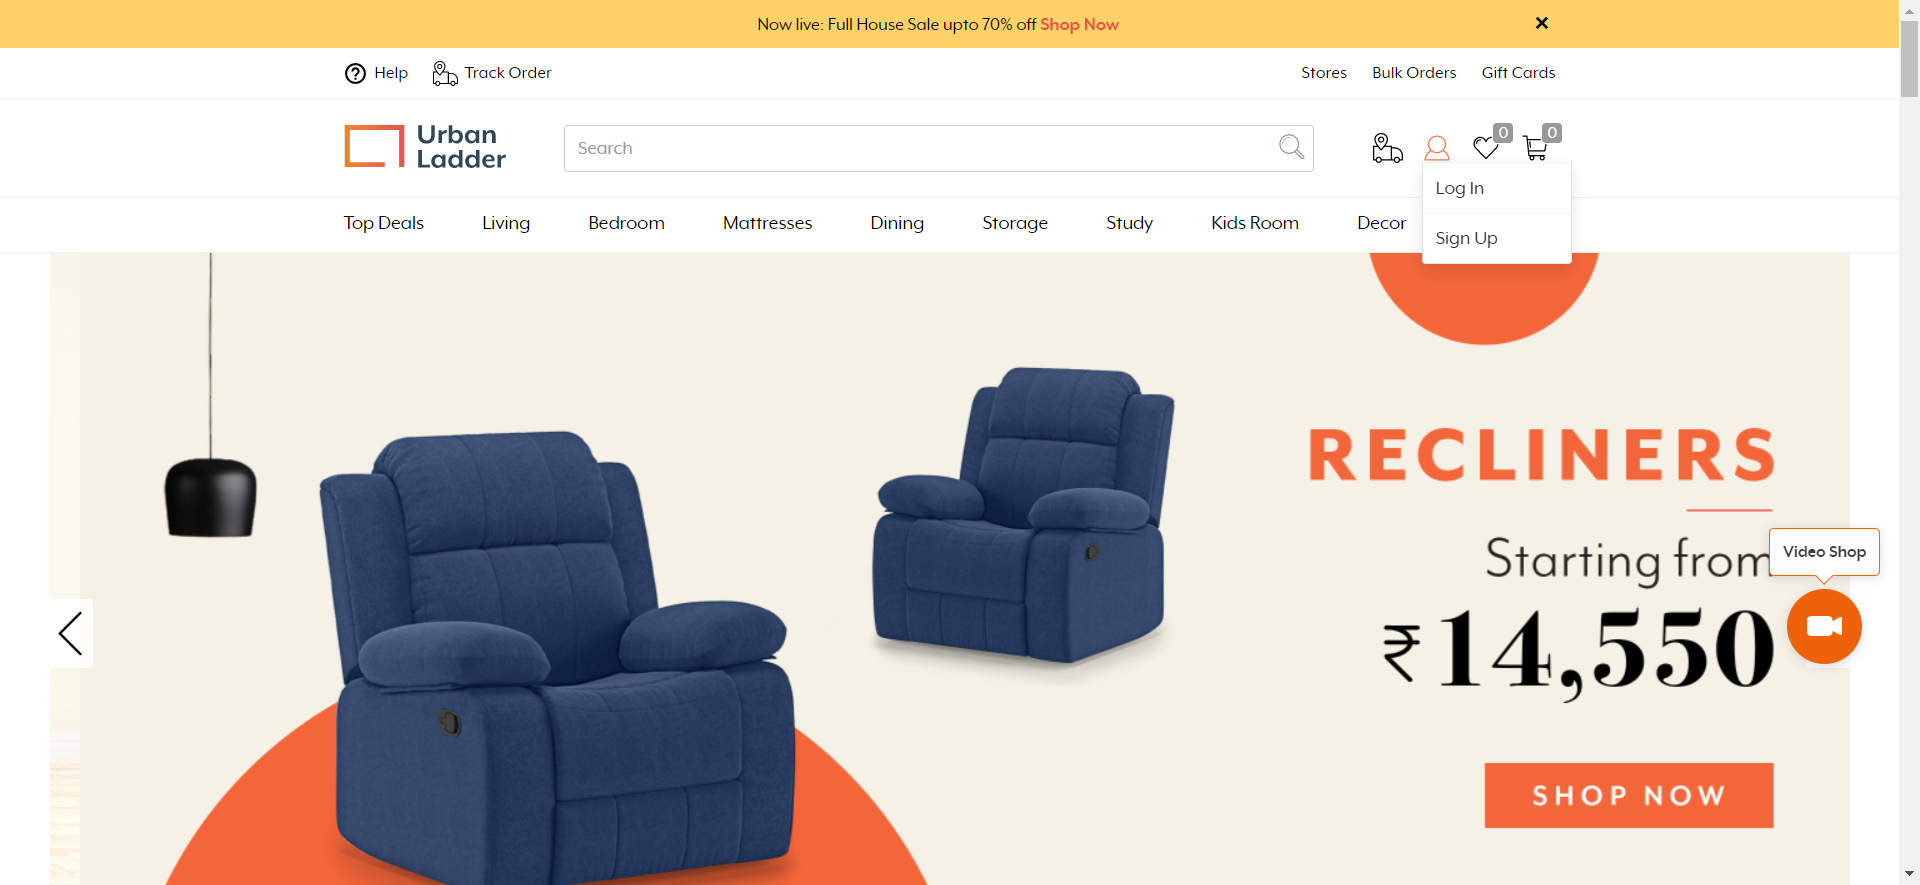 Now live: Full House Sale upto 70% off Shop Now
Help
Track Order
Stores
Bulk Orders
Gift Cards
Urban
Ladder
Search
0
0
Log In
Sign Up
Top Deals
Living
Bedroom
Mattresses
Dining
Storage
Study
Kids Room
Decor
RECLINERS
Starting from
₹14,550
SHOP NOW
Video Shop